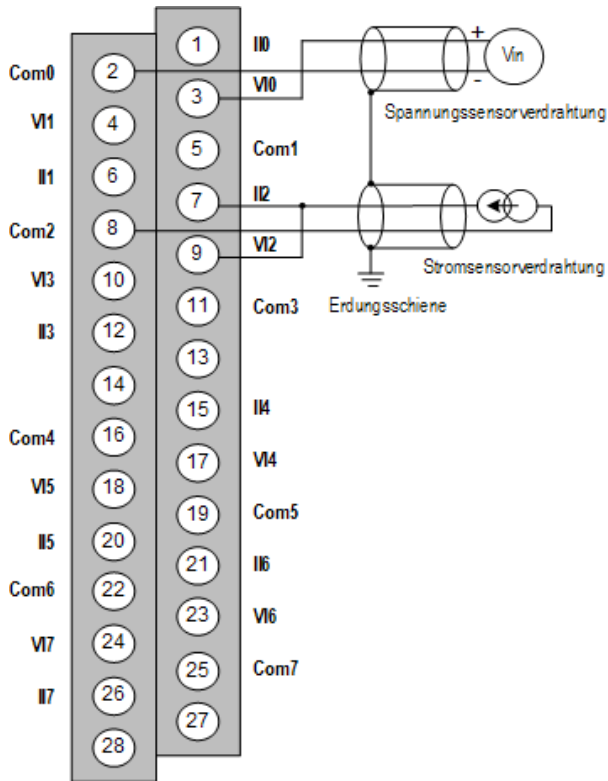 1 II0
Com0 2
3 VI0
+
Vin
-
Spannungssensorverdrahtung
VI1 4
5 Com1
II1 6
7 II2
Com2 8
9 VI2
Stromsensorverdrahtung
VI3 10
11 Com3
Erdungsschiene
II3 12
13
14
15 II4
Com4 16
17 VI4
VI5 18
19 Com5
II5 20
21 II6
Com6 22
23 VI6
VI7 24
25 Com7
II7 26
27
28